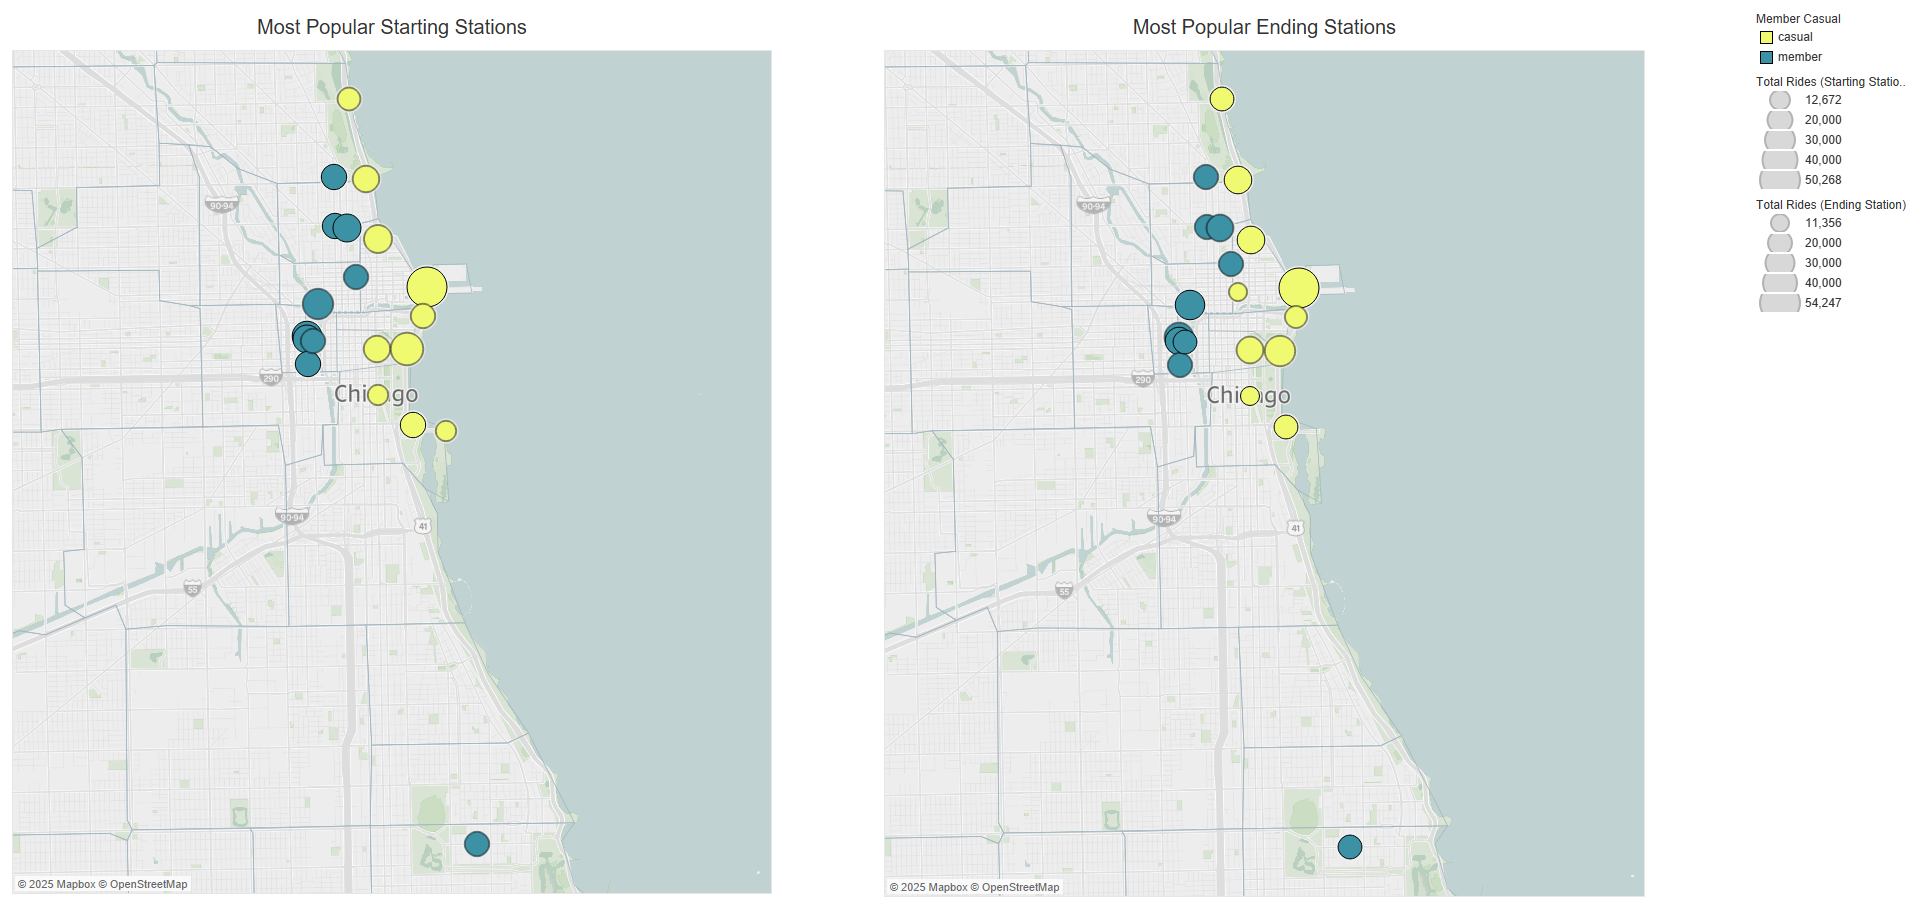 Most Popular Starting Stations
Most Popular Ending Stations
Member Casual
casual
member
Total Rides (Starting Statio..
12,672
20,000
30,000
40,000
50,268
Total Rides (Ending Station)
11,356
20,000
30,000
40,000
54,247
90-94
290
Chi go
90-94
41
55
© 2025 Mapbox © OpenStreetMap
90-94
290
Chi go
90-94
41
55
© 2025 Mapbox © OpenStreetMap